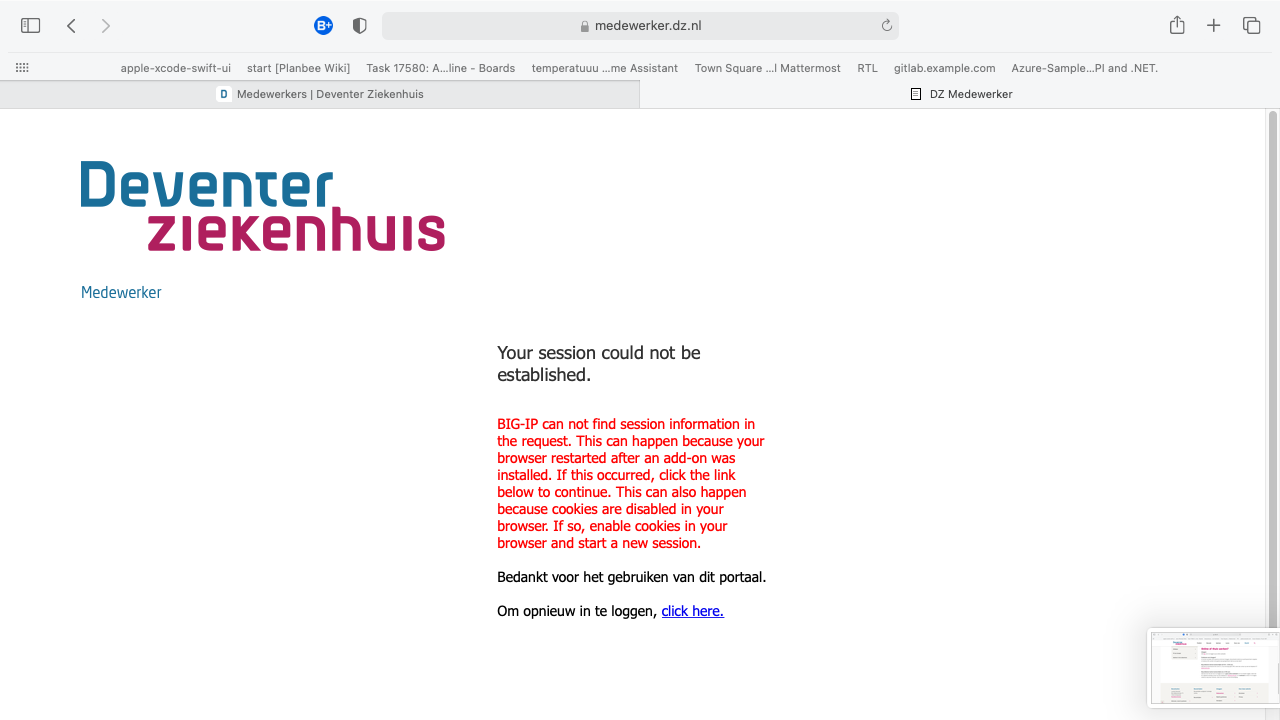 B+
medewerker.dz.nl
apple-xcode-swift-ui start [Planbee Wiki] Task 17580: A...line - Boards temperatuuu ...me Assistant Town Square ...l Mattermost RTL gitlab.example.com Azure-Sample...PI and .NET.
D Medewerkers | Deventer Ziekenhuis DZ Medewerker
Deventer
ziekenhuis
Medewerker
Your session could not be
established.
BIG-IP can not find session information in
the request. This can happen because your
browser restarted after an add-on was
installed. If this occurred, click the link
below to continue. This can also happen
because cookies are disabled in your
browser. If so, enable cookies in your
browser and start a new session.
Bedankt voor het gebruiken van dit portaal.
Om opnieuw in te loggen, click here.